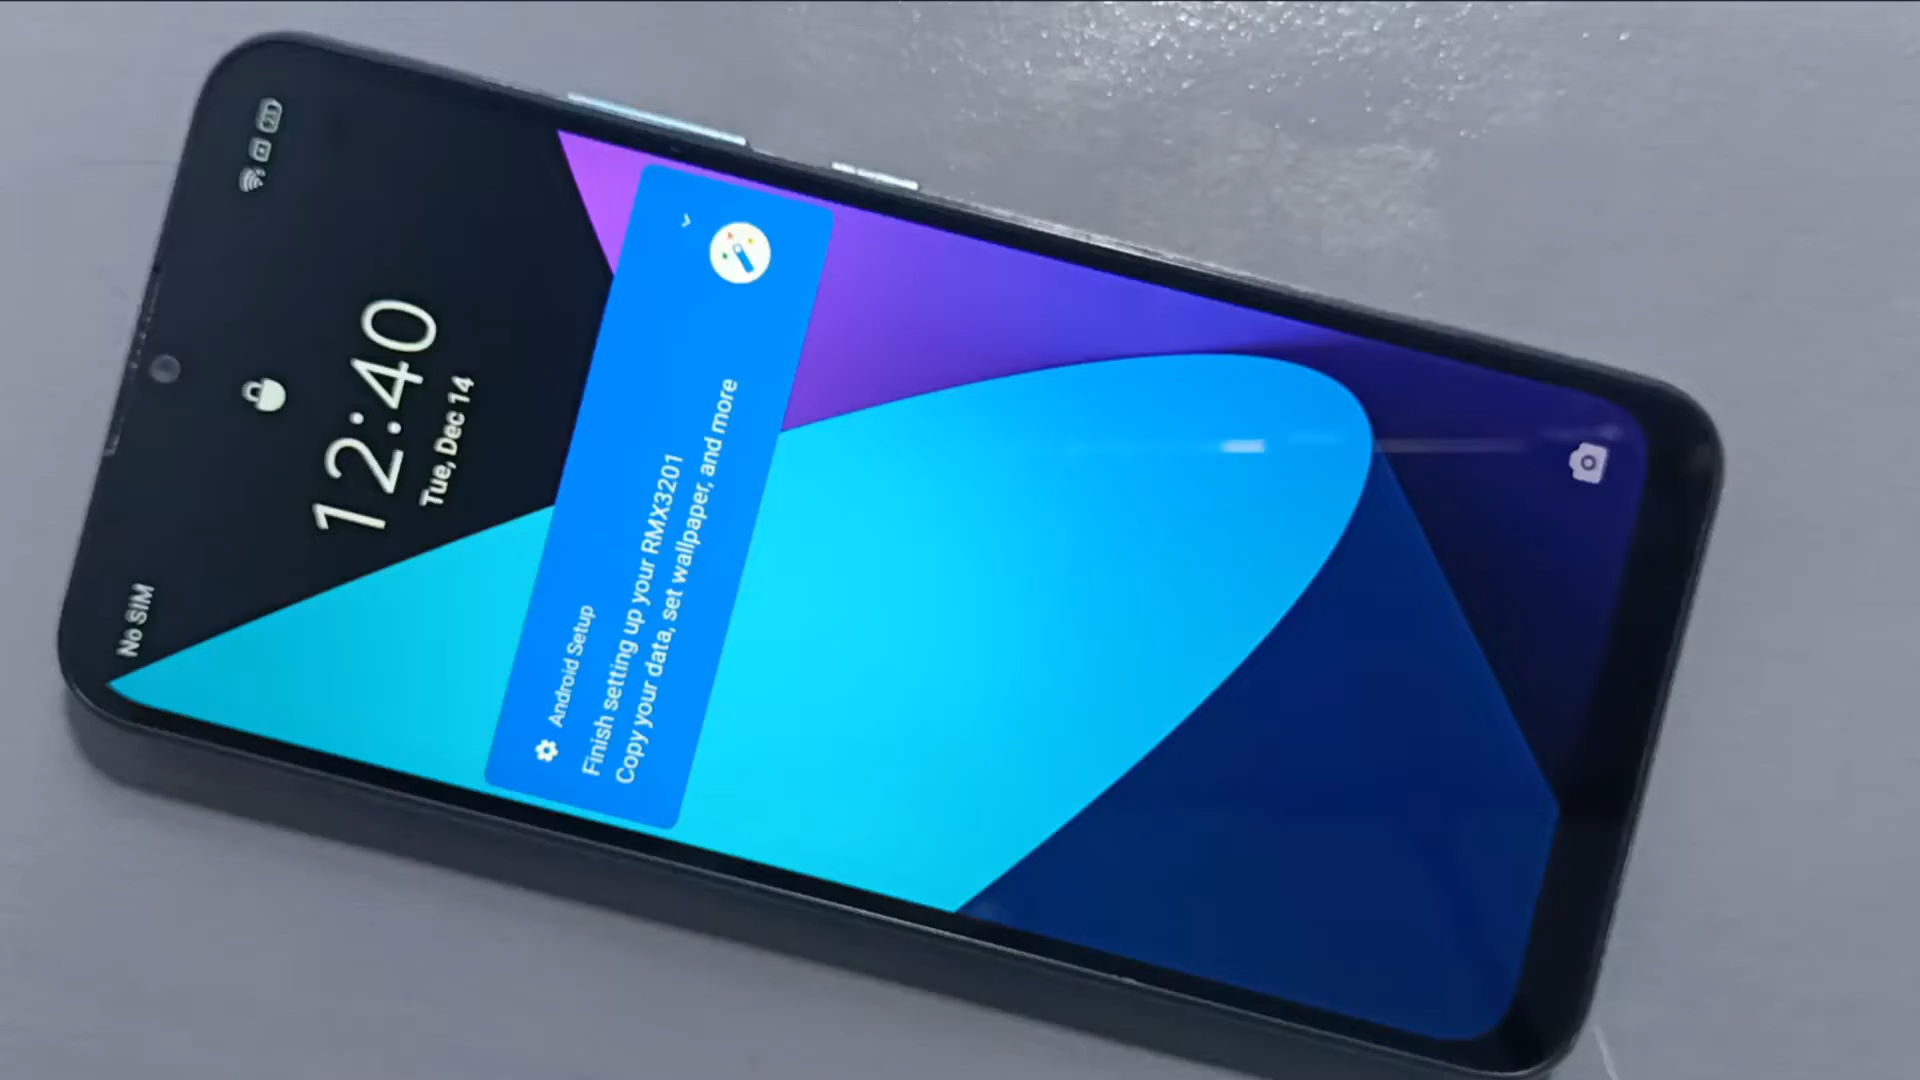 No SIM
12:40
Tue, Dec 14
Android Setup
Finish setting up your RMX3201
Copy your data, set wallpaper, and more